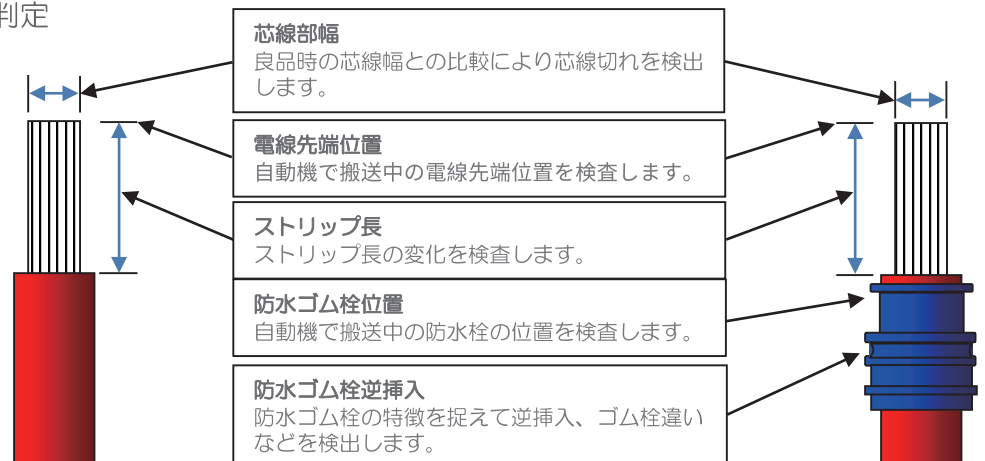 判定
芯線部幅
良品時の芯線幅との比較により芯線切れを検出
します。
電線先端位置
自動機で搬送中の電線先端位置を検査します。
ストリップ長
ストリップ長の変化を検査します。
防水ゴム栓位置
自動機で搬送中の防水栓の位置を検査します。
防水ゴム栓逆挿入
防水ゴム栓の特徴を捉えて逆挿入、ゴム栓違い
などを検出します。